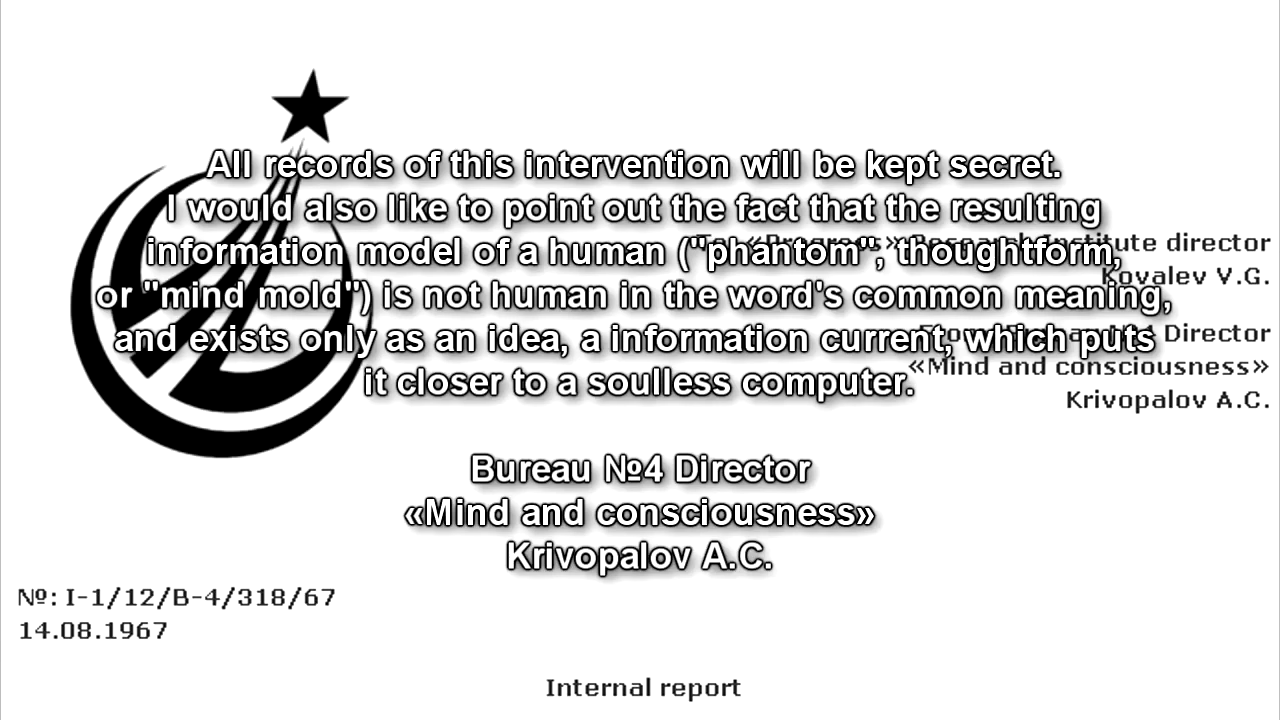 All records of this intervention will be kept secret.
I would also like to point out the fact that the resulting
information model of a human ("phantom", thoughtform,
or "mind mold") is not human in the word's common meaning,
and exists only as an idea, a information current, which puts
it closer to a soulless computer.
Bureau №4 Director
«Mind and consciousness»
Krivopalov A.C.
Institute director
Kovalev V.G.
Director
«Mind and consciousness»
Krivopalov A.C.
№: I-1/12/B-4/318/67
14.08.1967
Internal report